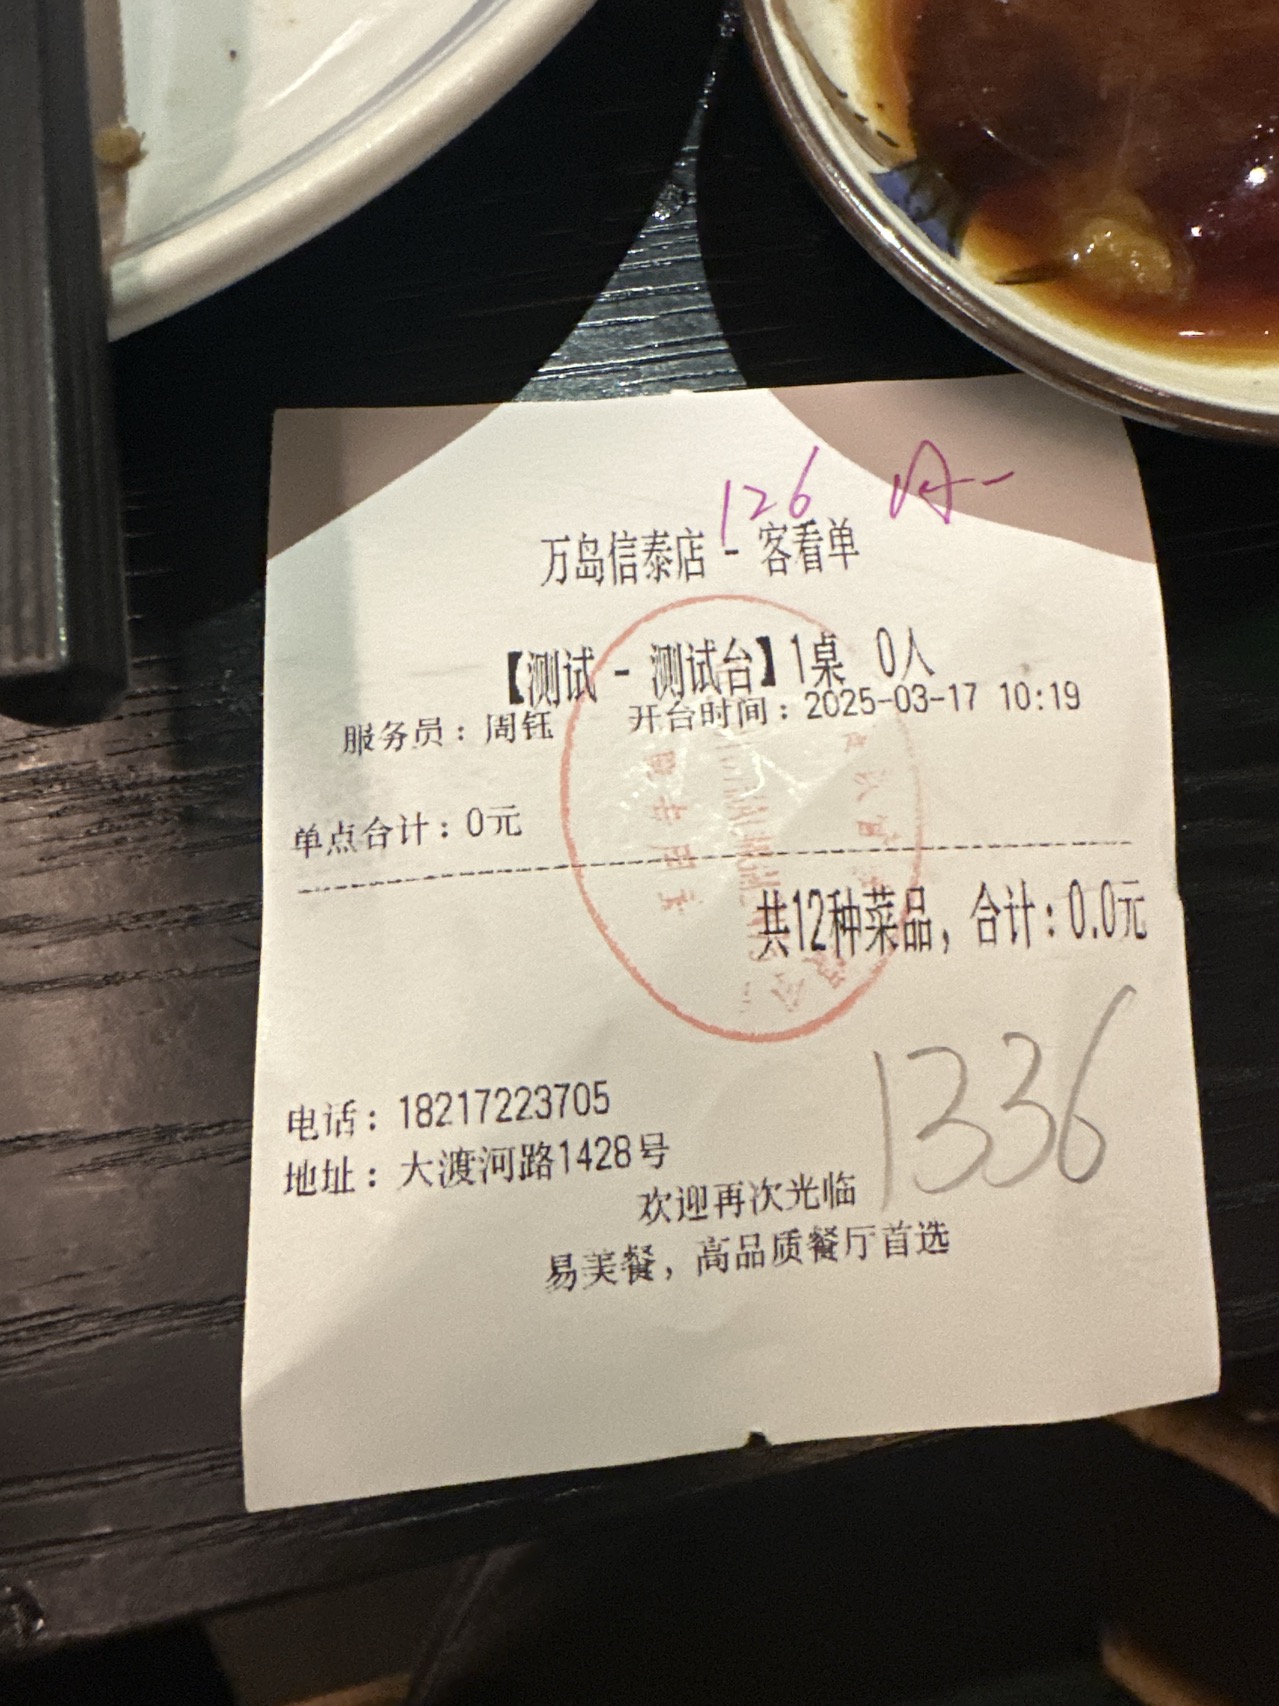 126
万岛信泰店 - 客看单
【测试 - 测试台】1桌 0人
服务员：周钰 开台时间：2025-03-17 10:19
单点合计：0元
共12种菜品，合计：0.0元
1336
电话：18217223705
地址：大渡河路1428号
欢迎再次光临
易美餐，高品质餐厅首选